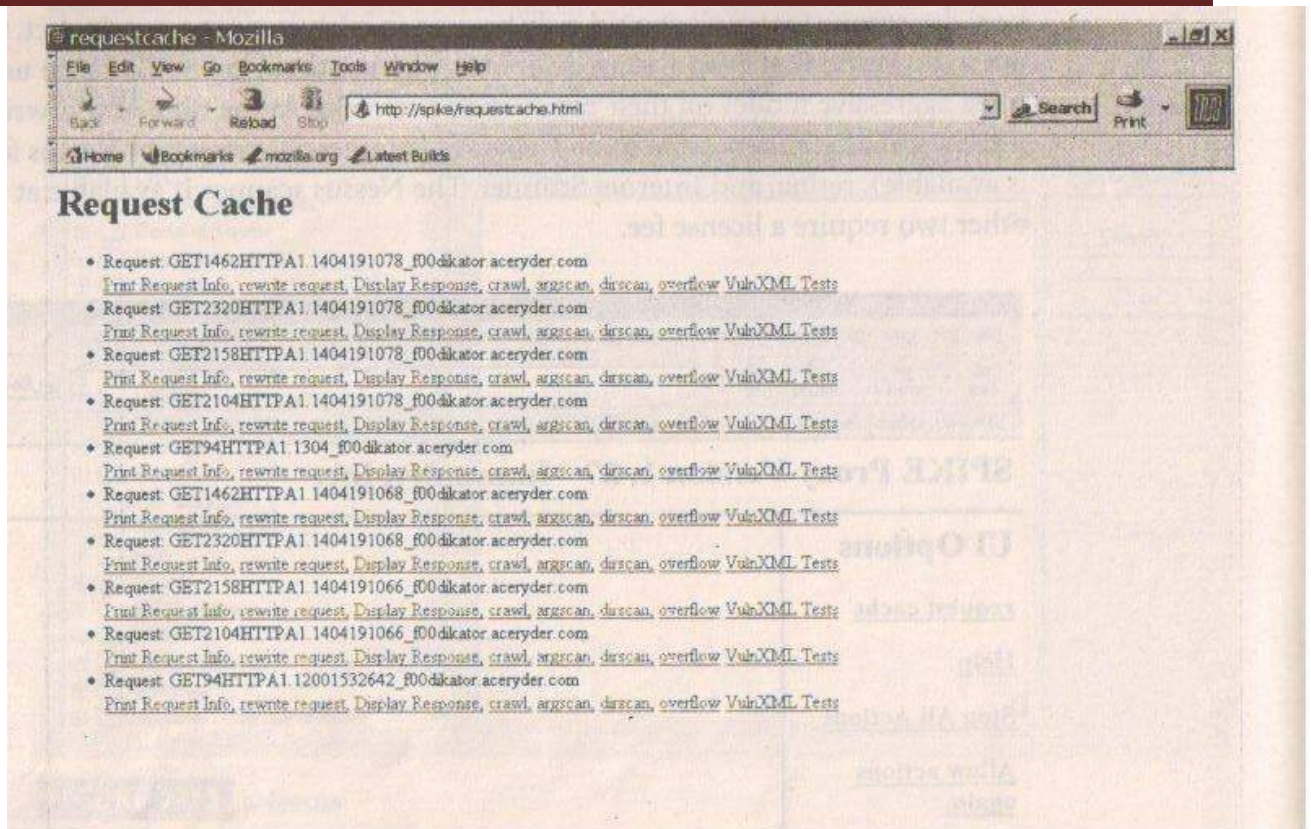 requestcache - Mozilla
File Edit View Go Bookmarks Tools Window Help
Back Forward Reload Stop http://spike/requestcache.html Search Print
Home Bookmarks mozilla.org Latest Builds
Request Cache
• Request: GET1462HTTPA1.1404191078_f00dikator.aceryder.com
Print Request Info, rewrite request, Display Response, crawl, argscan, dirscan, overflow VulnXML Tests
• Request: GET2320HTTPA1.1404191078_f00dikator.aceryder.com
Print Request Info, rewrite request, Display Response, crawl, argscan, dirscan, overflow VulnXML Tests
• Request: GET2158HTTPA1.1404191078_f00dikator.aceryder.com
Print Request Info, rewrite request, Display Response, crawl, argscan, dirscan, overflow VulnXML Tests
• Request: GET2104HTTPA1.1404191078_f00dikator.aceryder.com
Print Request Info, rewrite request, Display Response, crawl, argscan, dirscan, overflow VulnXML Tests
• Request: GET94HTTPA1.1304_f00dikator.aceryder.com
Print Request Info, rewrite request, Display Response, crawl, argscan, dirscan, overflow VulnXML Tests
• Request: GET1462HTTPA1.1404191068_f00dikator.aceryder.com
Print Request Info, rewrite request, Display Response, crawl, argscan, dirscan, overflow VulnXML Tests
• Request: GET2320HTTPA1.1404191068_f00dikator.aceryder.com
Print Request Info, rewrite request, Display Response, crawl, argscan, dirscan, overflow VulnXML Tests
• Request: GET2158HTTPA1.1404191066_f00dikator.aceryder.com
Print Request Info, rewrite request, Display Response, crawl, argscan, dirscan, overflow VulnXML Tests
• Request: GET2104HTTPA1.1404191066_f00dikator.aceryder.com
Print Request Info, rewrite request, Display Response, crawl, argscan, dirscan, overflow VulnXML Tests
• Request: GET94HTTPA1.12001532642_f00dikator.aceryder.com
Print Request Info, rewrite request, Display Response, crawl, argscan, dirscan, overflow VulnXML Tests